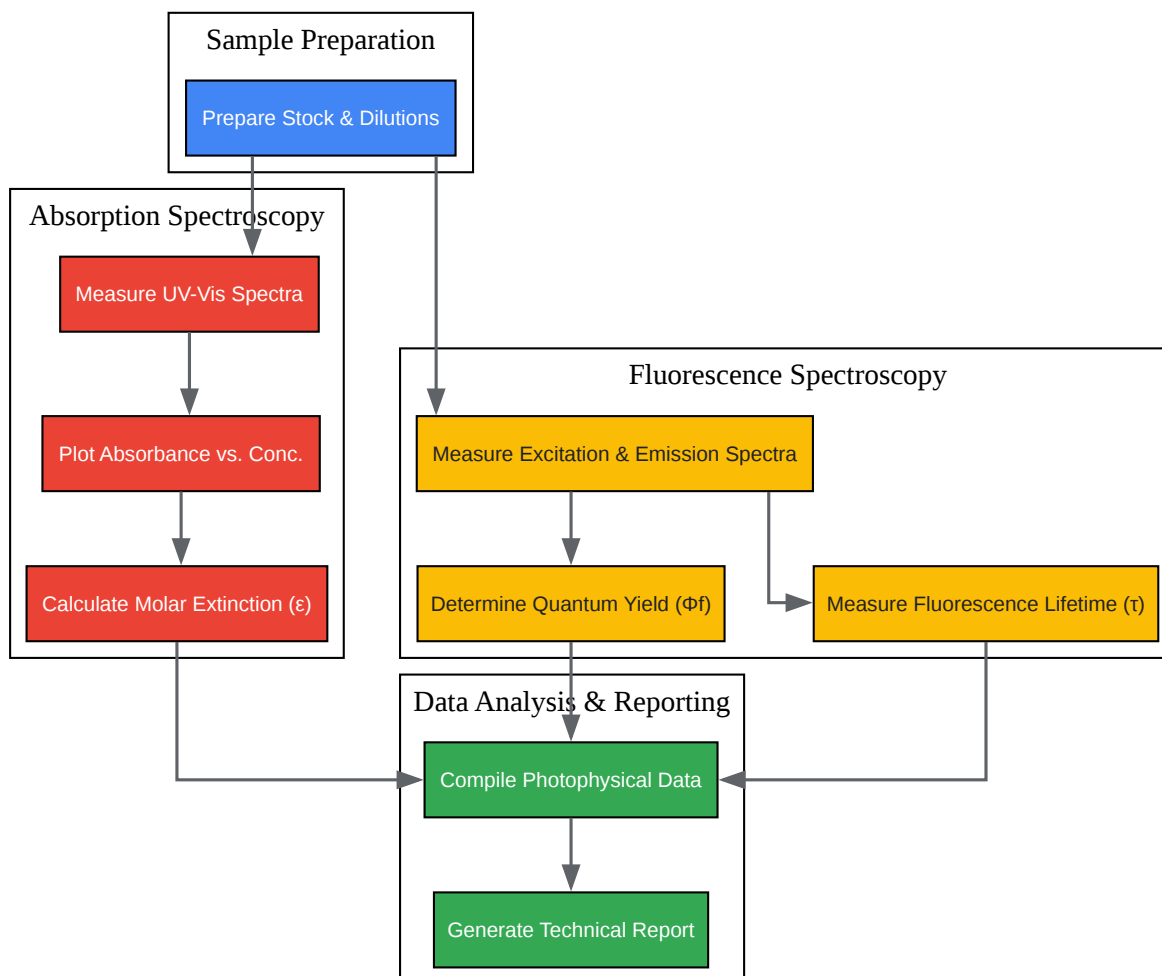 Sample Preparation
Prepare Stock & Dilutions
Absorption Spectroscopy
Measure UV-Vis Spectra
Plot Absorbance vs. Conc.
Calculate Molar Extinction (ε)
Fluorescence Spectroscopy
Measure Excitation & Emission Spectra
Determine Quantum Yield (Φf)
Measure Fluorescence Lifetime (τ)
Data Analysis & Reporting
Compile Photophysical Data
Generate Technical Report